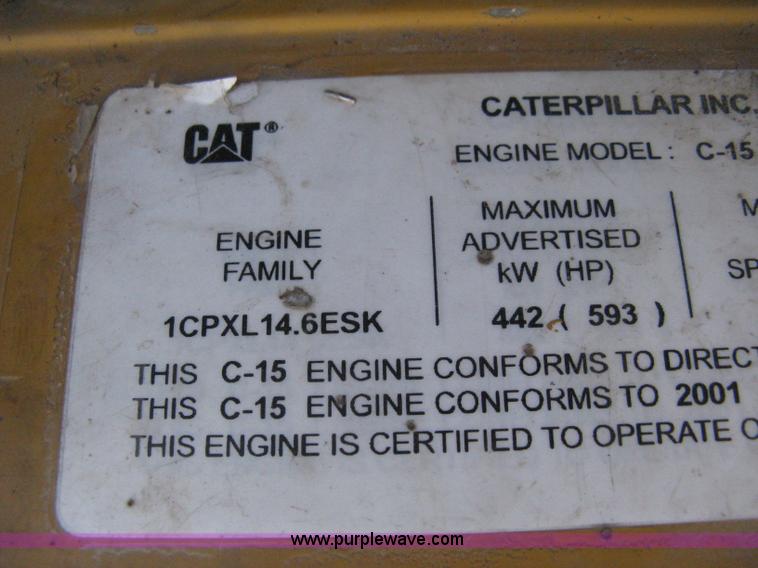 CATERPILLAR INC.
CAT®
ENGINE MODEL : C-15
ENGINE FAMILY
MAXIMUM ADVERTISED kW (HP)
1CPXL14.6ESK
442 ( 593 )
THIS C-15 ENGINE CONFORMS TO
THIS C-15 ENGINE CONFORMS TO 2001
THIS ENGINE IS CERTIFIED TO OPERATE
www.purplewave.com